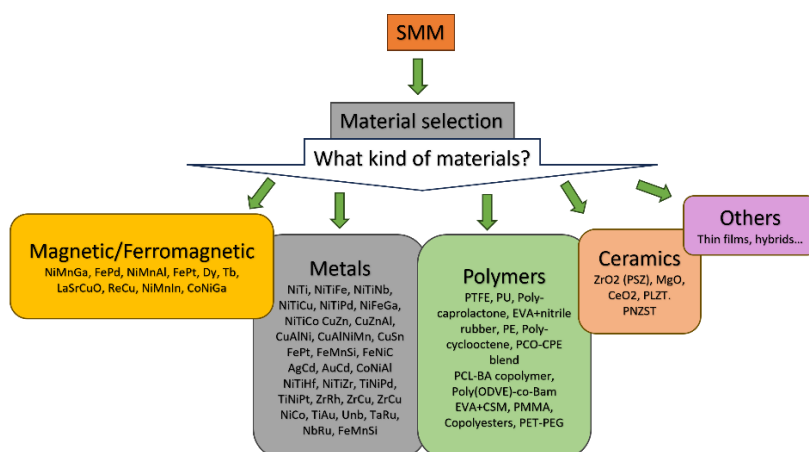 SMM
Material selection
What kind of materials?
Magnetic/Ferromagnetic
NiMnGa, FePd, NiMnAl, FePt, Dy, Tb,
LaSrCuO, ReCu, NiMnIn, CoNiGa
Metals
NiTi, NiTiFe, NiTiNb,
NiTiCu, NiTiPd, NiFeGa,
NiTiCo CuZn, CuZnAl,
CuAlNi, CuAlNiMn, CuSn
FePt, FeMnSi, FeNiC
AgCd, AuCd, CoNiAl
NiTiHf, NiTiZr, TiNiPd,
TiNiPt, ZrRh, ZrCu, ZrCu
NiCo, TiAu, Unb, TaRu,
NbRu, FeMnSi
Polymers
PTFE, PU, Poly-
caprolactone, EVA+nitrile
rubber, PE, Poly-
cyclooctene, PCO-CPE
blend
PCL-BA copolymer,
Poly(ODVE)-co-Bam
EVA+CSM, PMMA,
Copolyesters, PET-PEG
Ceramics
ZrO2 (PSZ), MgO,
CeO2, PLZT.
PNZST
Others
Thin films, hybrids...